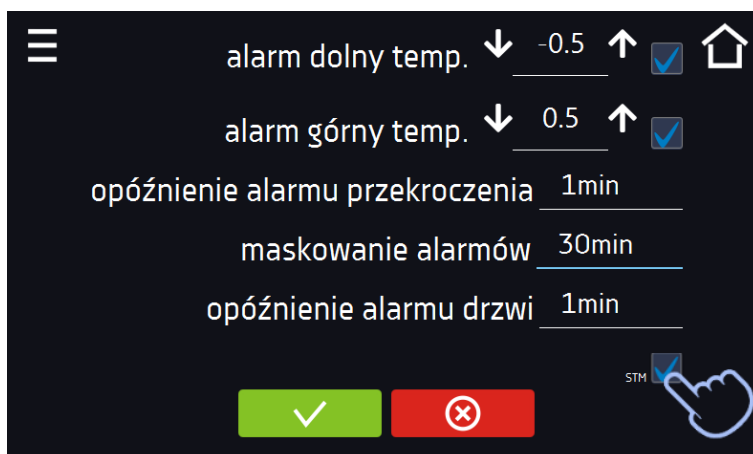 alarm dolny temp. -0.5
alarm górny temp. 0.5
opóźnienie alarmu przekroczenia 1min
maskowanie alarmów 30min
opóźnienie alarmu drzwi 1min
STM